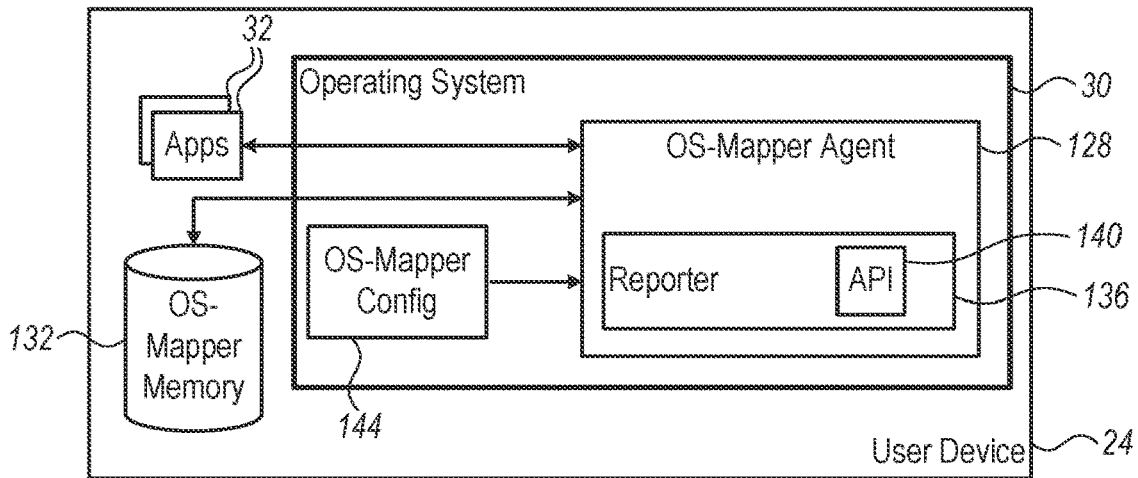 32
Operating System
30
Apps
OS-Mapper Agent
128
OS-Mapper
Config
Reporter
API
140
136
OS-
Mapper
Memory
132
144
User Device
24